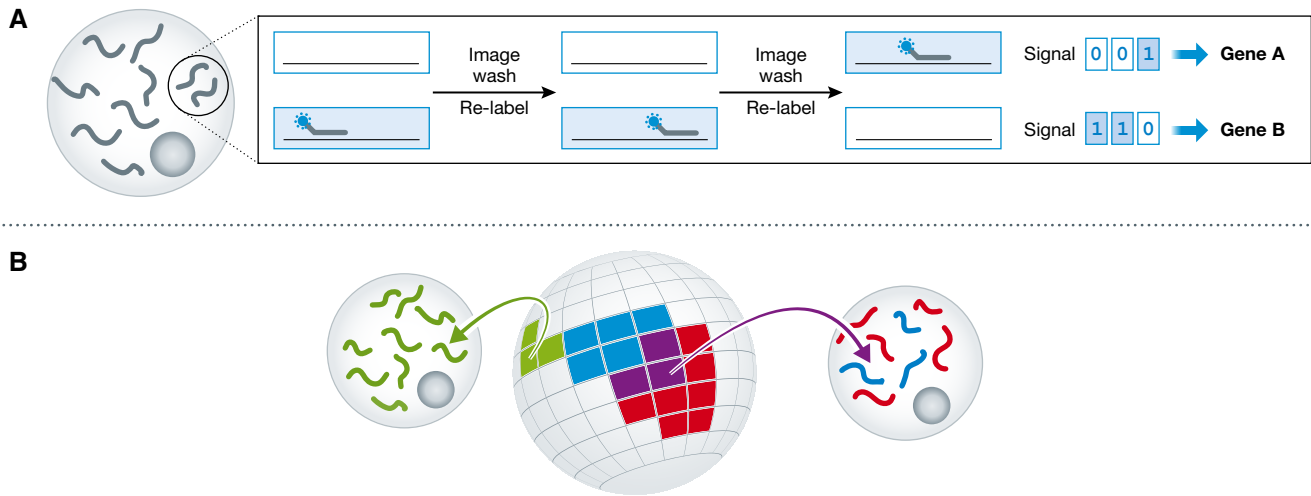 A
Image
wash
Re-label
Image
wash
Re-label
Signal 0 0 1 Gene A
Signal 1 1 0 Gene B
B